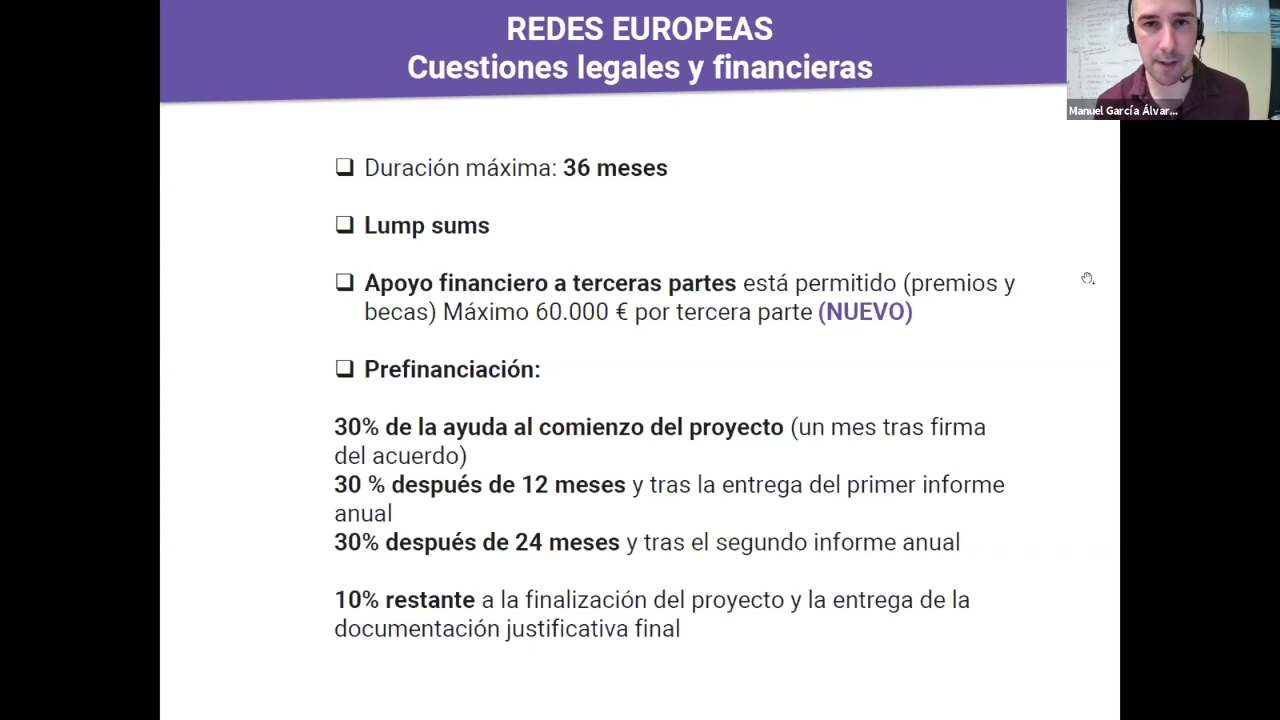 REDES EUROPEAS
Cuestiones legales y financieras
Manuel García Álvar...
❑ Duración máxima: 36 meses
❑ Lump sums
❑ Apoyo financiero a terceras partes está permitido (premios y
becas) Máximo 60.000 € por tercera parte (NUEVO)
❑ Prefinanciación:
30% de la ayuda al comienzo del proyecto (un mes tras firma
del acuerdo)
30 % después de 12 meses y tras la entrega del primer informe
anual
30% después de 24 meses y tras el segundo informe anual
10% restante a la finalización del proyecto y la entrega de la
documentación justificativa final